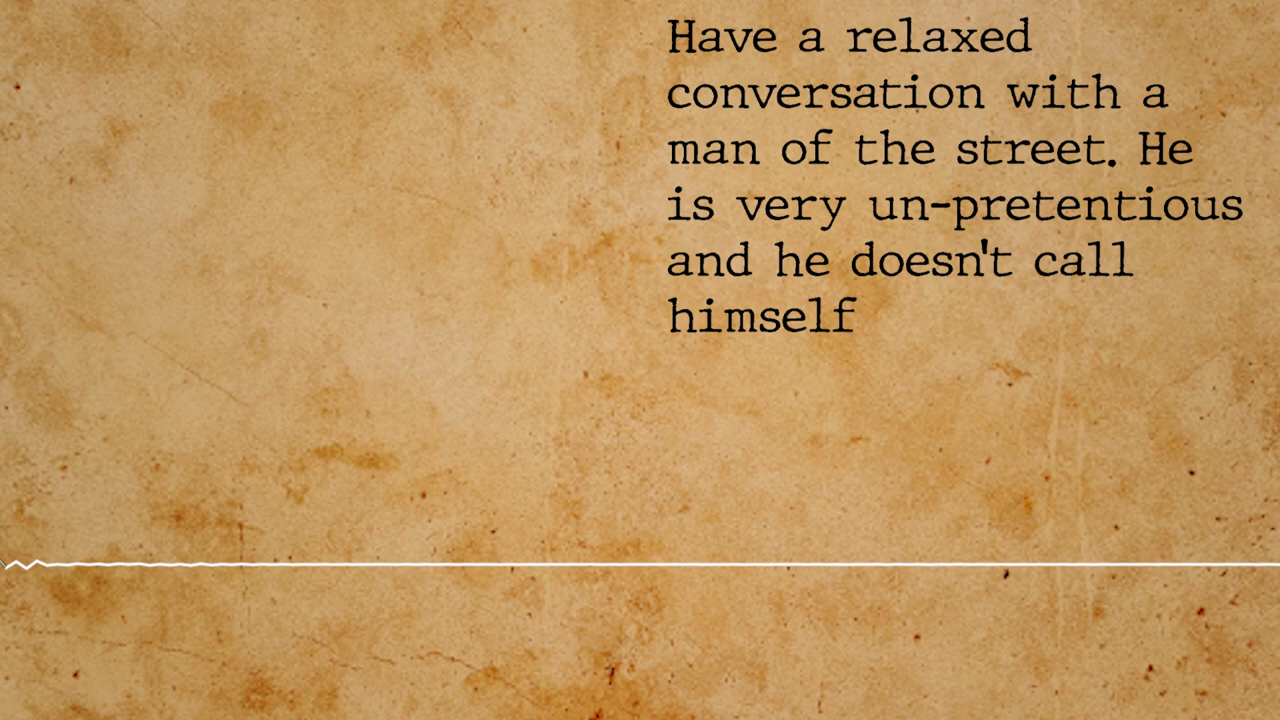 Have a relaxed
conversation with a
man of the street. He
is very un-pretentious
and he doesn't call
himself